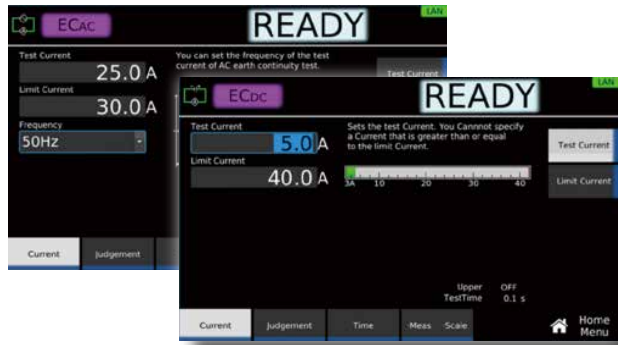 ECAC
READY
LAN
Test Current
25.0 A
Limit Current
30.0 A
Frequency
50Hz
You can set the frequency of the test
current of AC earth continuity test.
Test Current
Current
Judgement
ECDC
READY
LAN
Test Current
5.0 A
Limit Current
40.0 A
Sets the test Current. You Cannnot specify
a Current that is greater than or equal
to the limit Current.
3A 10 20 30 40
Test Current
Limit Current
Upper OFF
TestTime 0.1 s
Current
Judgement
Time
Meas Scale
Home
Menu